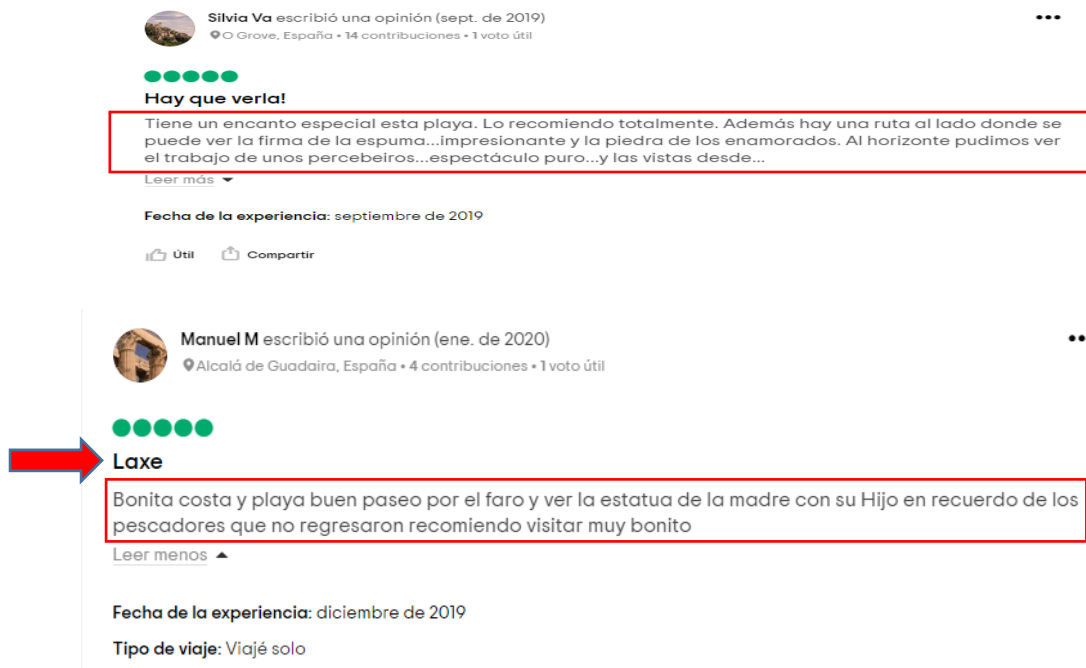 Silvia Va escribió una opinión (sept. de 2019)
O Grove, España • 14 contribuciones • 1 voto útil
Hay que verla!
Tiene un encanto especial esta playa. Lo recomiendo totalmente. Además hay una ruta al lado donde se
puede ver la firma de la espuma...impresionante y la piedra de los enamorados. Al horizonte pudimos ver
el trabajo de unos percebeiros...espectáculo puro...y las vistas desde...
Leer más
Fecha de la experiencia: septiembre de 2019
Útil Compartir
Manuel M escribió una opinión (ene. de 2020)
Alcalá de Guadaira, España • 4 contribuciones • 1 voto útil
Laxe
Bonita costa y playa buen paseo por el faro y ver la estatua de la madre con su Hijo en recuerdo de los
pescadores que no regresaron recomiendo visitar muy bonito
Leer menos
Fecha de la experiencia: diciembre de 2019
Tipo de viaje: Viajé solo